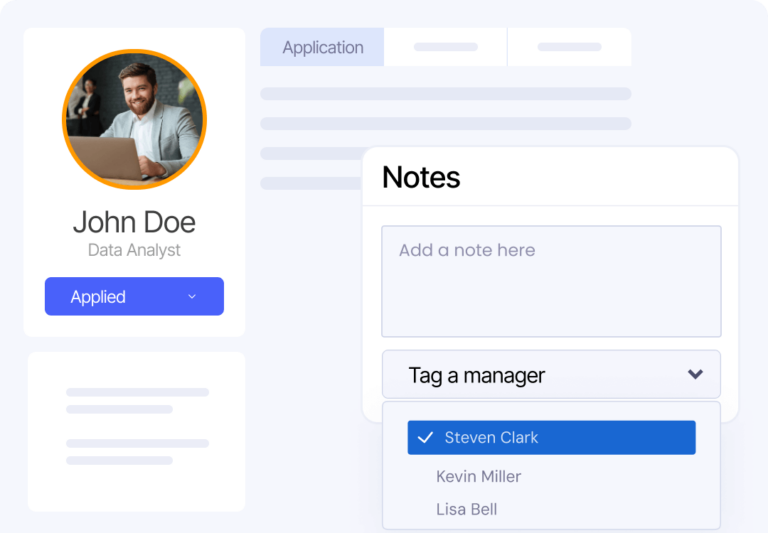 Application
John Doe
Data Analyst
Applied
Notes
Add a note here
Tag a manager
Steven Clark
Kevin Miller
Lisa Bell